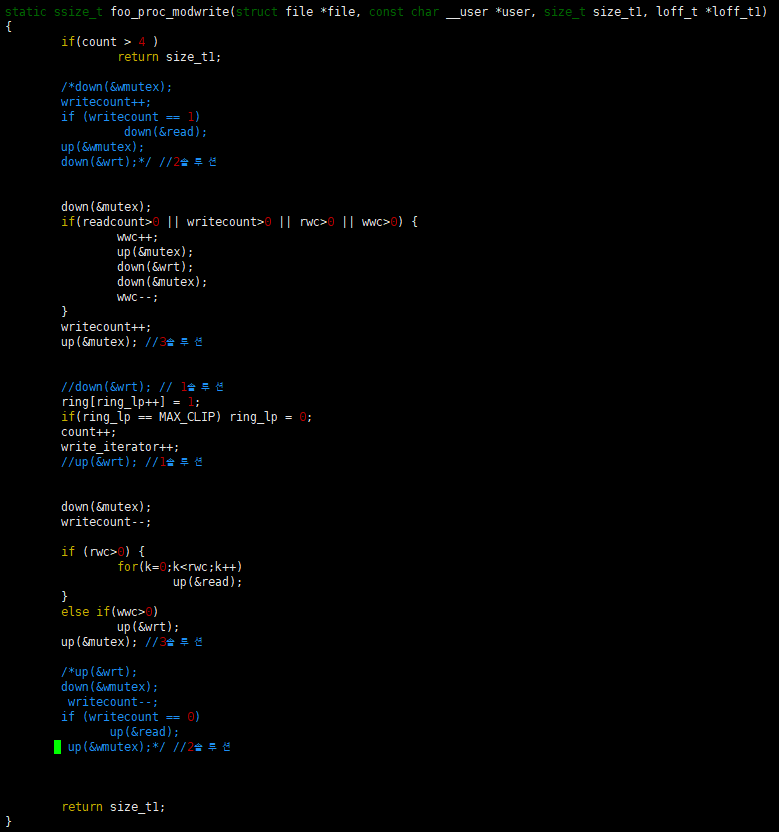 static ssize_t foo_proc_modwrite(struct file *file, const char __user *user, size_t size_t1, loff_t *loff_t1)
{
        if(count > 4 )
                return size_t1;
        /*down(&wmutex);
        writecount++;
        if (writecount == 1)
                 down(&read);
        up(&wmutex);
        down(&wrt);*/ //2솔루션
        down(&mutex);
        if(readcount>0 || writecount>0 || rwc>0 || wwc>0) {
                wwc++;
                up(&mutex);
                down(&wrt);
                down(&mutex);
                wwc--;
        }
        writecount++;
        up(&mutex); //3솔루션
        //down(&wrt); // 1솔루션
        ring[ring_lp++] = 1;
        if(ring_lp == MAX_CLIP) ring_lp = 0;
        count++;
        write_iterator++;
        //up(&wrt); //1솔루션
        down(&mutex);
        writecount--;
        if (rwc>0) {
                for(k=0;k<rwc;k++)
                        up(&read);
        }
        else if(wwc>0)
                up(&wrt);
        up(&mutex); //3솔루션
        /*up(&wrt);
        down(&wmutex);
         writecount--;
        if (writecount == 0)
               up(&read);
         up(&wmutex);*/ //2솔루션
        return size_t1;
}